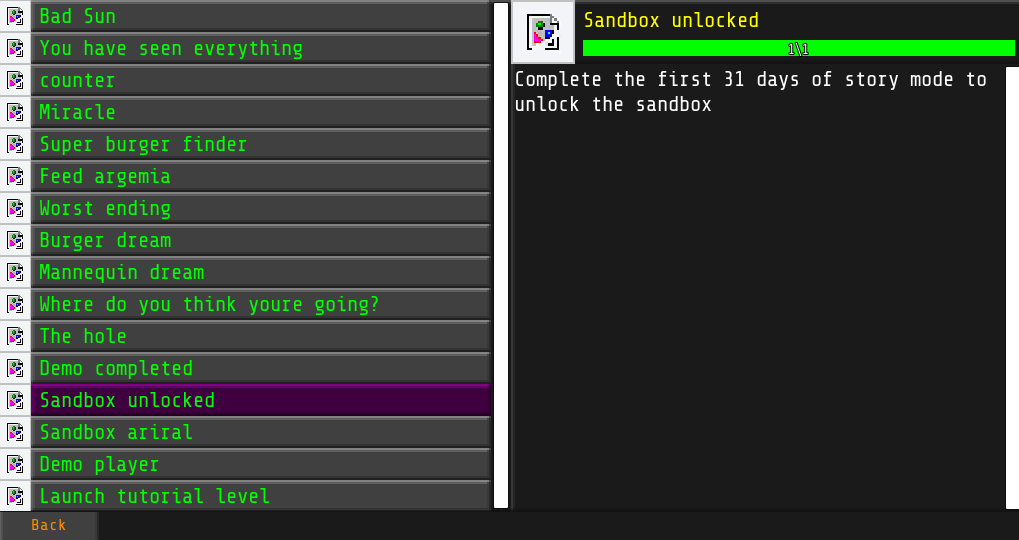 Bad Sun
You have seen everything
counter
Miracle
Super burger finder
Feed argemia
Worst ending
Burger dream
Mannequin dream
Where do you think youre going?
The hole
Demo completed
Sandbox unlocked
Sandbox ariral
Demo player
Launch tutorial level
Back
Sandbox unlocked
1\1
Complete the first 31 days of story mode to
unlock the sandbox